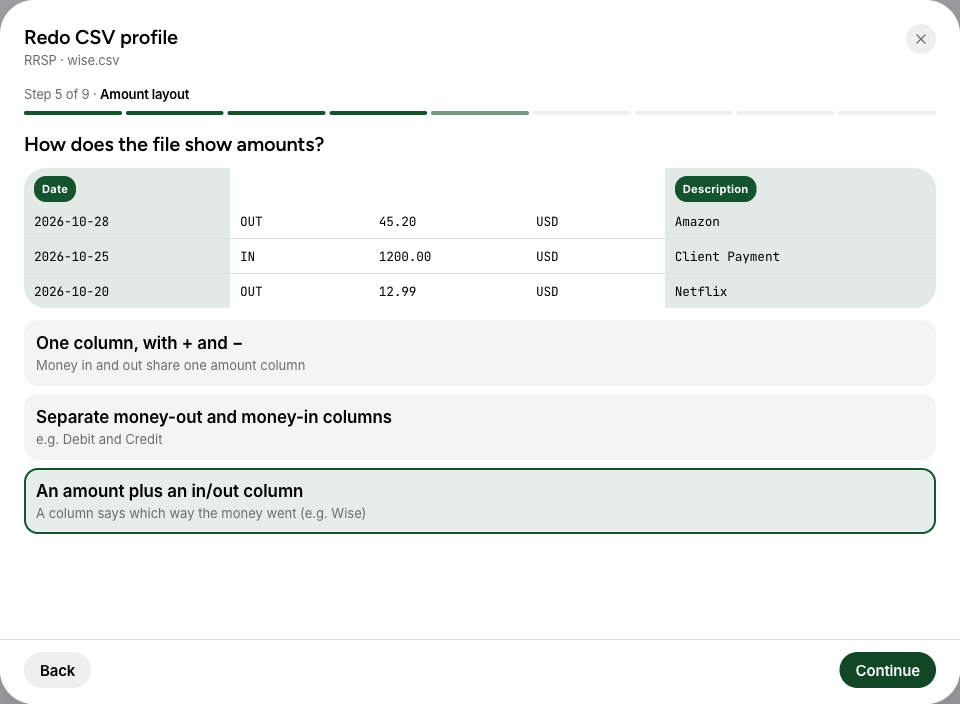 Redo CSV profile
RRSP · wise.csv
Step 5 of 9 · Amount layout
How does the file show amounts?
Date Description
2026-10-28 OUT 45.20 USD Amazon
2026-10-25 IN 1200.00 USD Client Payment
2026-10-20 OUT 12.99 USD Netflix
One column, with + and −
Money in and out share one amount column
Separate money-out and money-in columns
e.g. Debit and Credit
An amount plus an in/out column
A column says which way the money went (e.g. Wise)
Back Continue